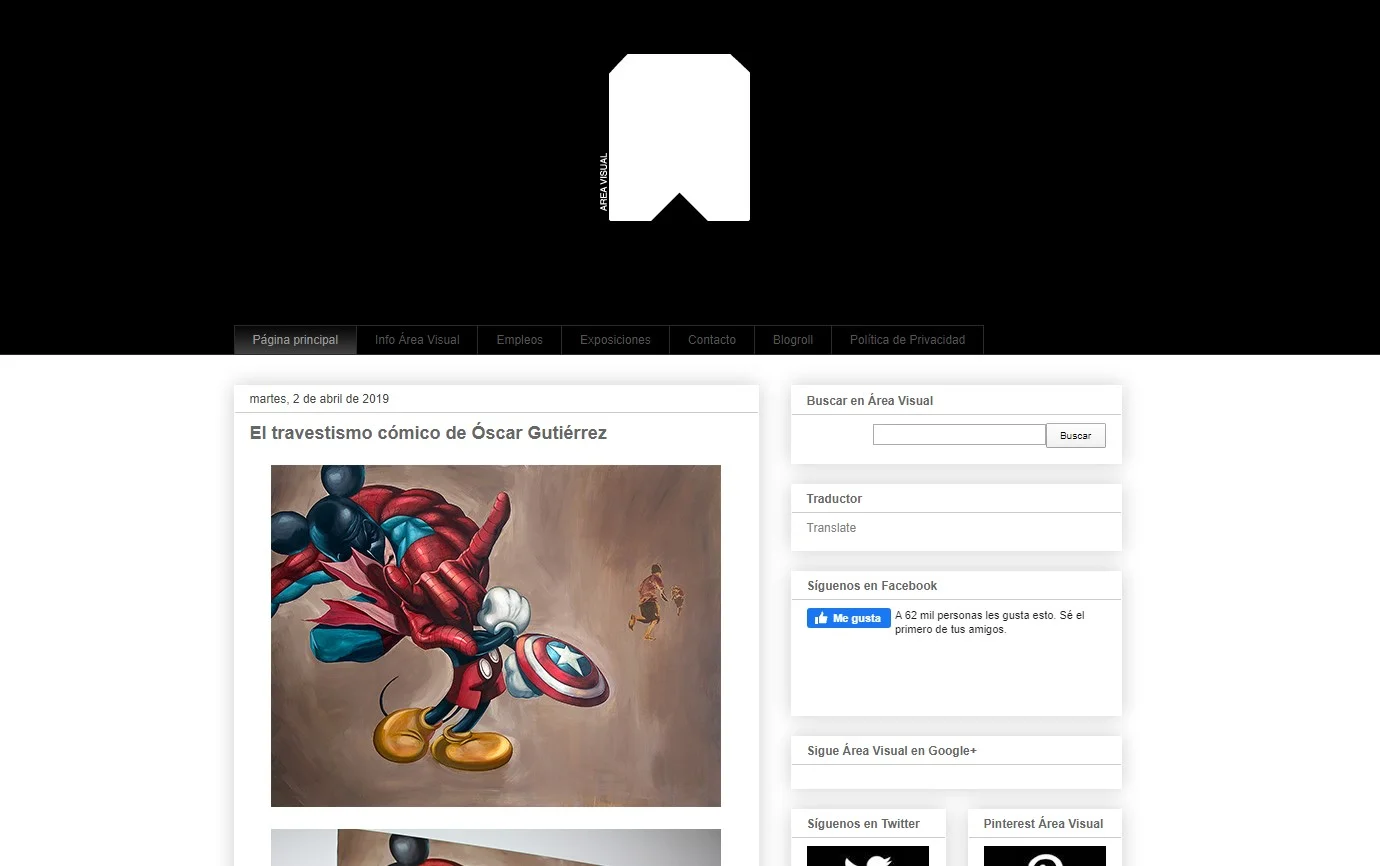 AREA VISUAL
Página principal
Info Área Visual
Empleos
Exposiciones
Contacto
Blogroll
Política de Privacidad
martes, 2 de abril de 2019
El travestismo cómico de Óscar Gutiérrez
Buscar en Área Visual
Buscar
Traductor
Translate
Síguenos en Facebook
Me gusta
A 62 mil personas les gusta esto. Sé el
primero de tus amigos.
Sigue Área Visual en Google+
Síguenos en Twitter
Pinterest Área Visual